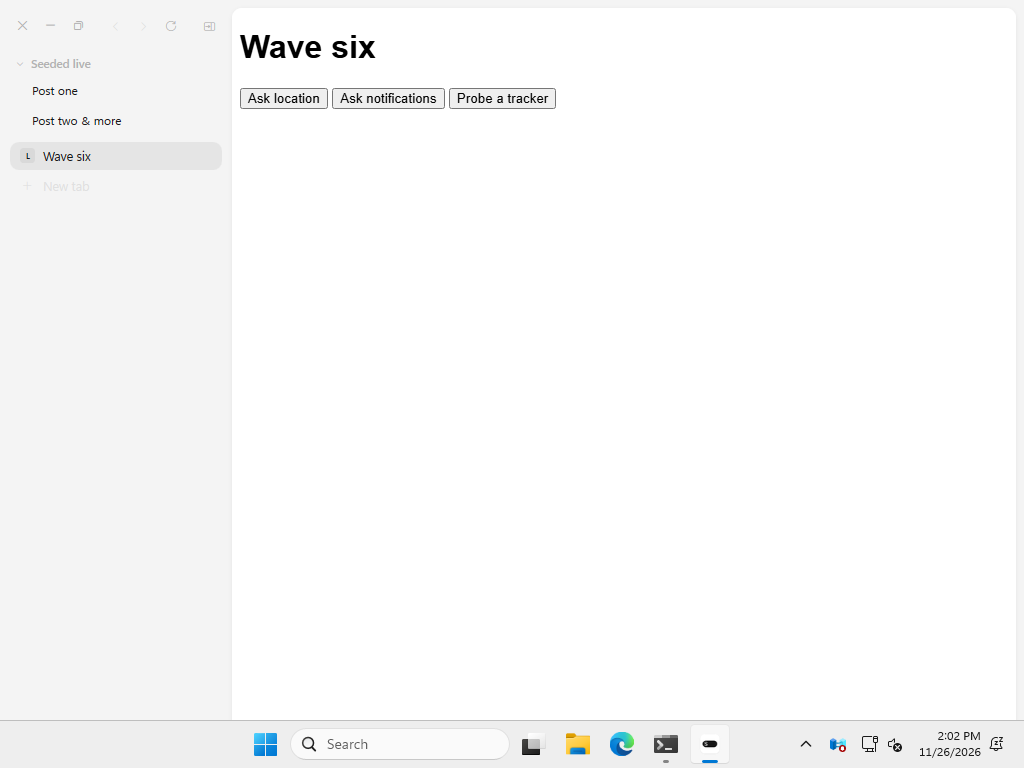 Seeded live
Post one
Post two & more
L Wave six
New tab
Wave six
Ask location Ask notifications Probe a tracker
Search
2:02 PM
11/26/2026